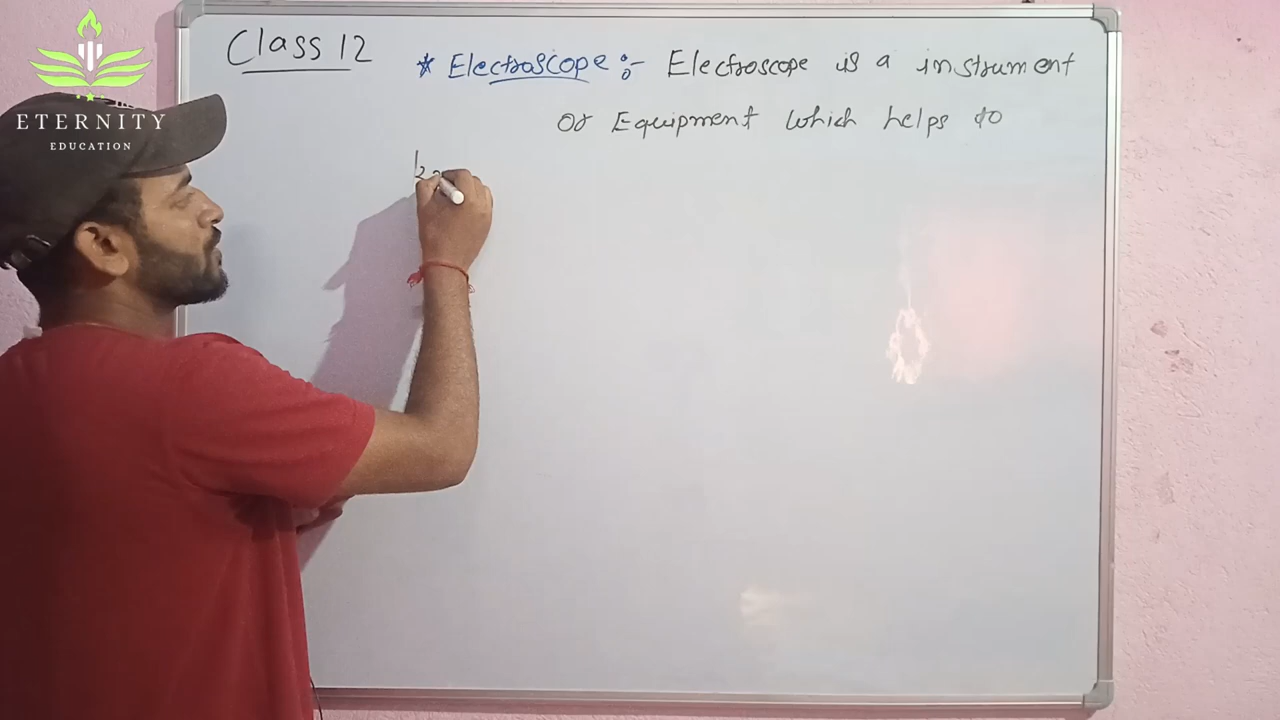 Class 12
* Electroscope :- Electroscope is a instrument
or Equipment which helps to
ETERNITY
EDUCATION